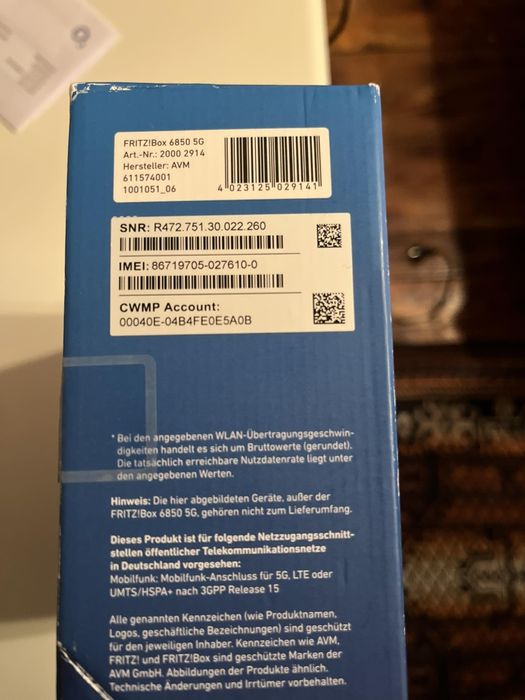 FRITZ!Box 6850 5G
Art.-Nr.: 2000 2914
Hersteller: AVM
611574001
1001051_06
4 023125 029141
SNR: R472.751.30.022.260
IMEI: 86719705-027610-0
CWMP Account:
00040E-04B4FE0E5A0B
* Bei den angegebenen WLAN-Übertragungsgeschwin-
digkeiten handelt es sich um Bruttowerte (gerundet).
Die tatsächlich erreichbare Nutzdatenrate liegt unter
den angegebenen Werten.
Hinweis: Die hier abgebildeten Geräte, außer der
FRITZ!Box 6850 5G, gehören nicht zum Lieferumfang.
Dieses Produkt ist für folgende Netzzugangsschnitt-
stellen öffentlicher Telekommunikationsnetze
in Deutschland vorgesehen:
Mobilfunk: Mobilfunk-Anschluss für 5G, LTE oder
UMTS/HSPA+ nach 3GPP Release 15
Alle genannten Kennzeichen (wie Produktnamen,
Logos, geschäftliche Bezeichnungen) sind geschützt
für den jeweiligen Inhaber. Kennzeichen wie AVM,
FRITZ! und FRITZ!Box sind geschützte Marken der
AVM GmbH. Abbildungen der Produkte ähnlich.
Technische Änderungen und Irrtümer vorbehalten.